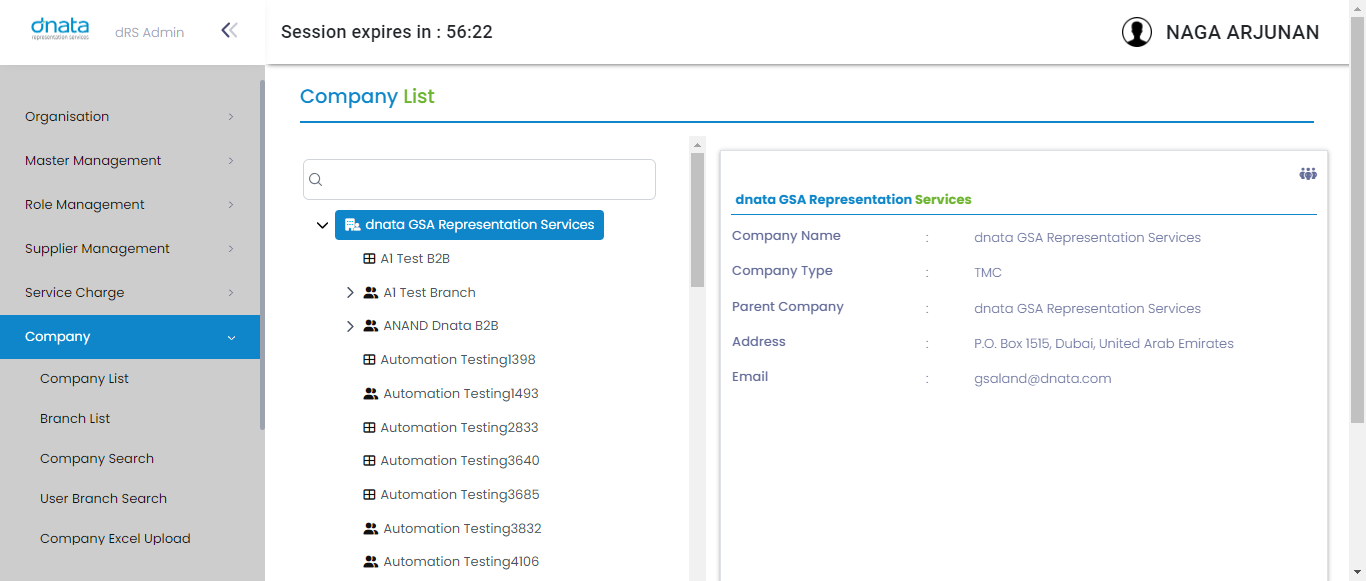 dnata
representation services
dRS Admin
Session expires in : 56:22
NAGA ARJUNAN
Organisation
Master Management
Role Management
Supplier Management
Service Charge
Company
Company List
Branch List
Company Search
User Branch Search
Company Excel Upload
Company List
dnata GSA Representation Services
A1 Test B2B
A1 Test Branch
ANAND Dnata B2B
Automation Testing1398
Automation Testing1493
Automation Testing2833
Automation Testing3640
Automation Testing3685
Automation Testing3832
Automation Testing4106
dnata GSA Representation Services
Company Name : dnata GSA Representation Services
Company Type : TMC
Parent Company : dnata GSA Representation Services
Address : P.O. Box 1515, Dubai, United Arab Emirates
Email : gsaland@dnata.com